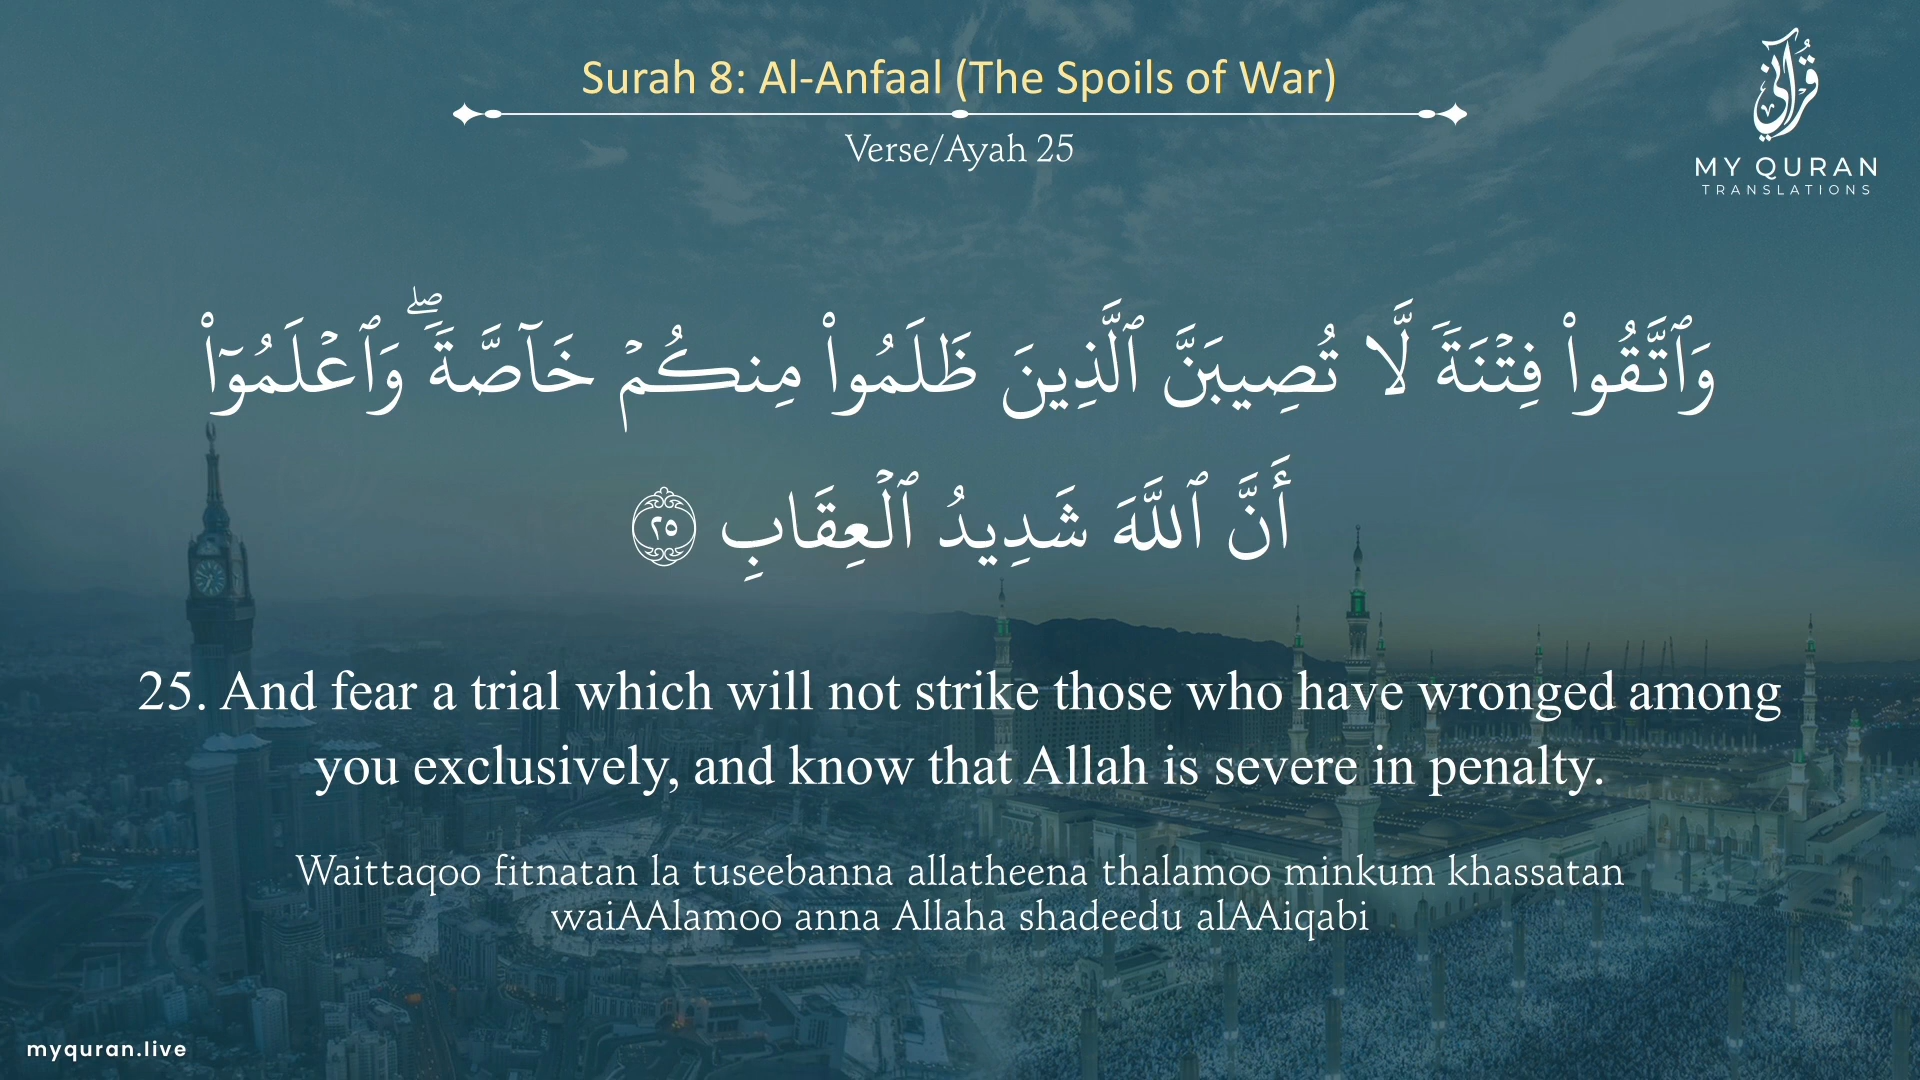 Surah 8: Al-Anfaal (The Spoils of War)
Verse/Ayah 25
قرآني
MY QURAN
TRANSLATIONS
وَٱتَّقُوا۟ فِتْنَةً لَّا تُصِيبَنَّ ٱلَّذِينَ ظَلَمُوا۟ مِنكُمْ خَآصَّةً ۖ وَٱعْلَمُوٓا۟
أَنَّ ٱللَّهَ شَدِيدُ ٱلْعِقَابِ ٢٥
25. And fear a trial which will not strike those who have wronged among
you exclusively, and know that Allah is severe in penalty.
Waittaqoo fitnatan la tuseebanna allatheena thalamoo minkum khassatan
waiAAlamoo anna Allaha shadeedu alAAiqabi
myquran.live